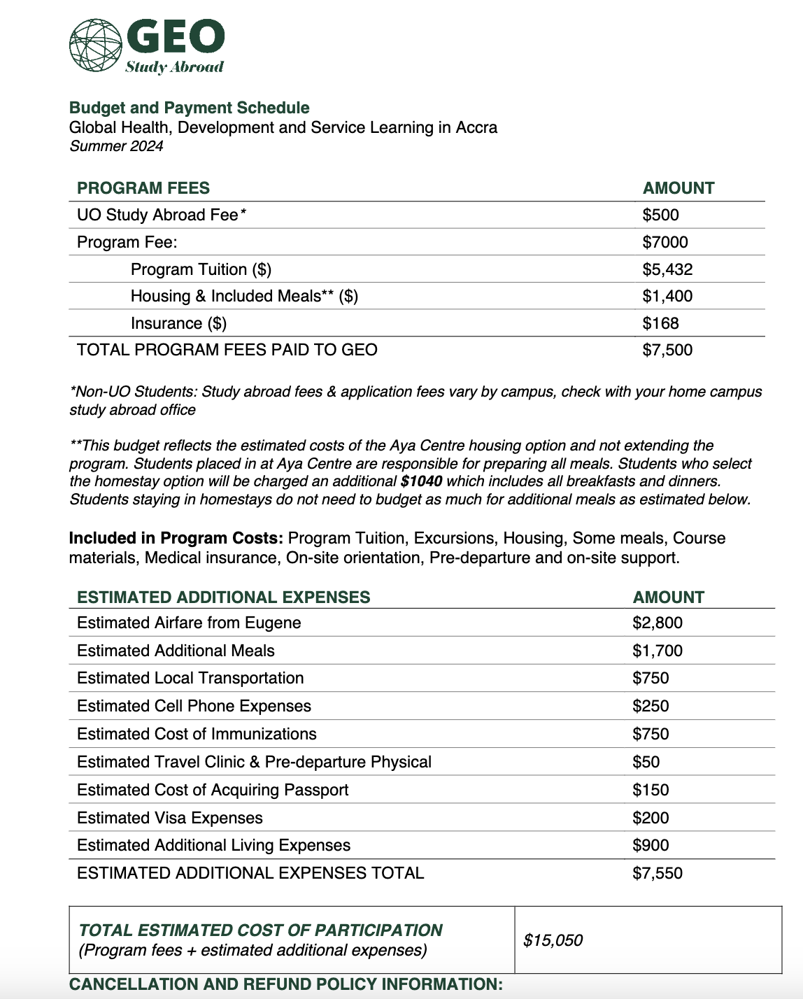 GEO
Study Abroad
Budget and Payment Schedule
Global Health, Development and Service Learning in Accra
Summer 2024
PROGRAM FEES AMOUNT
UO Study Abroad Fee* $500
Program Fee: $7000
Program Tuition ($) $5,432
Housing & Included Meals** ($) $1,400
Insurance ($) $168
TOTAL PROGRAM FEES PAID TO GEO $7,500
*Non-UO Students: Study abroad fees & application fees vary by campus, check with your home campus
study abroad office
**This budget reflects the estimated costs of the Aya Centre housing option and not extending the
program. Students placed in at Aya Centre are responsible for preparing all meals. Students who select
the homestay option will be charged an additional $1040 which includes all breakfasts and dinners.
Students staying in homestays do not need to budget as much for additional meals as estimated below.
Included in Program Costs: Program Tuition, Excursions, Housing, Some meals, Course
materials, Medical insurance, On-site orientation, Pre-departure and on-site support.
ESTIMATED ADDITIONAL EXPENSES AMOUNT
Estimated Airfare from Eugene $2,800
Estimated Additional Meals $1,700
Estimated Local Transportation $750
Estimated Cell Phone Expenses $250
Estimated Cost of Immunizations $750
Estimated Travel Clinic & Pre-departure Physical $50
Estimated Cost of Acquiring Passport $150
Estimated Visa Expenses $200
Estimated Additional Living Expenses $900
ESTIMATED ADDITIONAL EXPENSES TOTAL $7,550
TOTAL ESTIMATED COST OF PARTICIPATION
(Program fees + estimated additional expenses) $15,050
CANCELLATION AND REFUND POLICY INFORMATION: